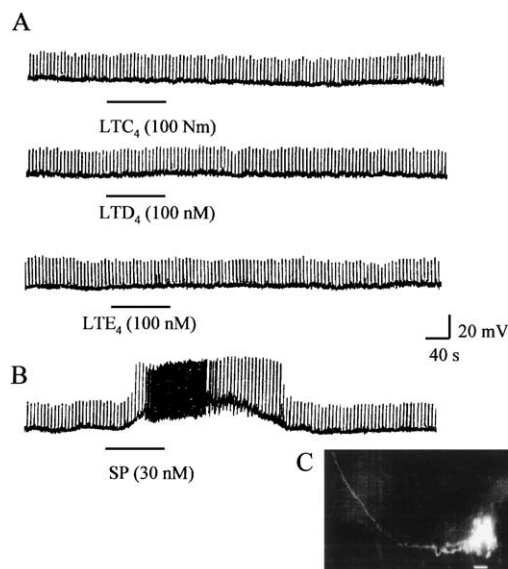 A
LTC4 (100 Nm)
LTD4 (100 nM)
LTE4 (100 nM)
20 mV
40 s
B
SP (30 nM)
C